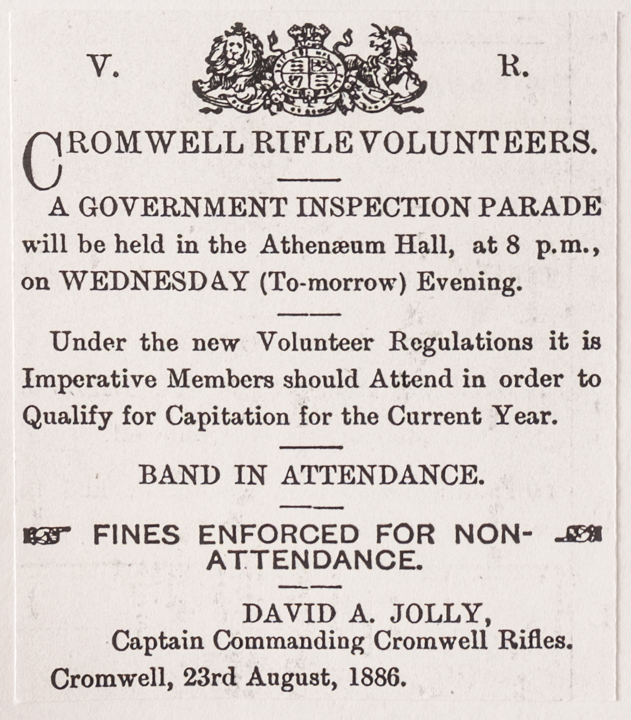 V. R.
CROMWELL RIFLE VOLUNTEERS.
A GOVERNMENT INSPECTION PARADE
will be held in the Athenæum Hall, at 8 p.m.,
on WEDNESDAY (To-morrow) Evening.
Under the new Volunteer Regulations it is
Imperative Members should Attend in order to
Qualify for Capitation for the Current Year.
BAND IN ATTENDANCE.
FINES ENFORCED FOR NON-
ATTENDANCE.
DAVID A. JOLLY,
Captain Commanding Cromwell Rifles.
Cromwell, 23rd August, 1886.